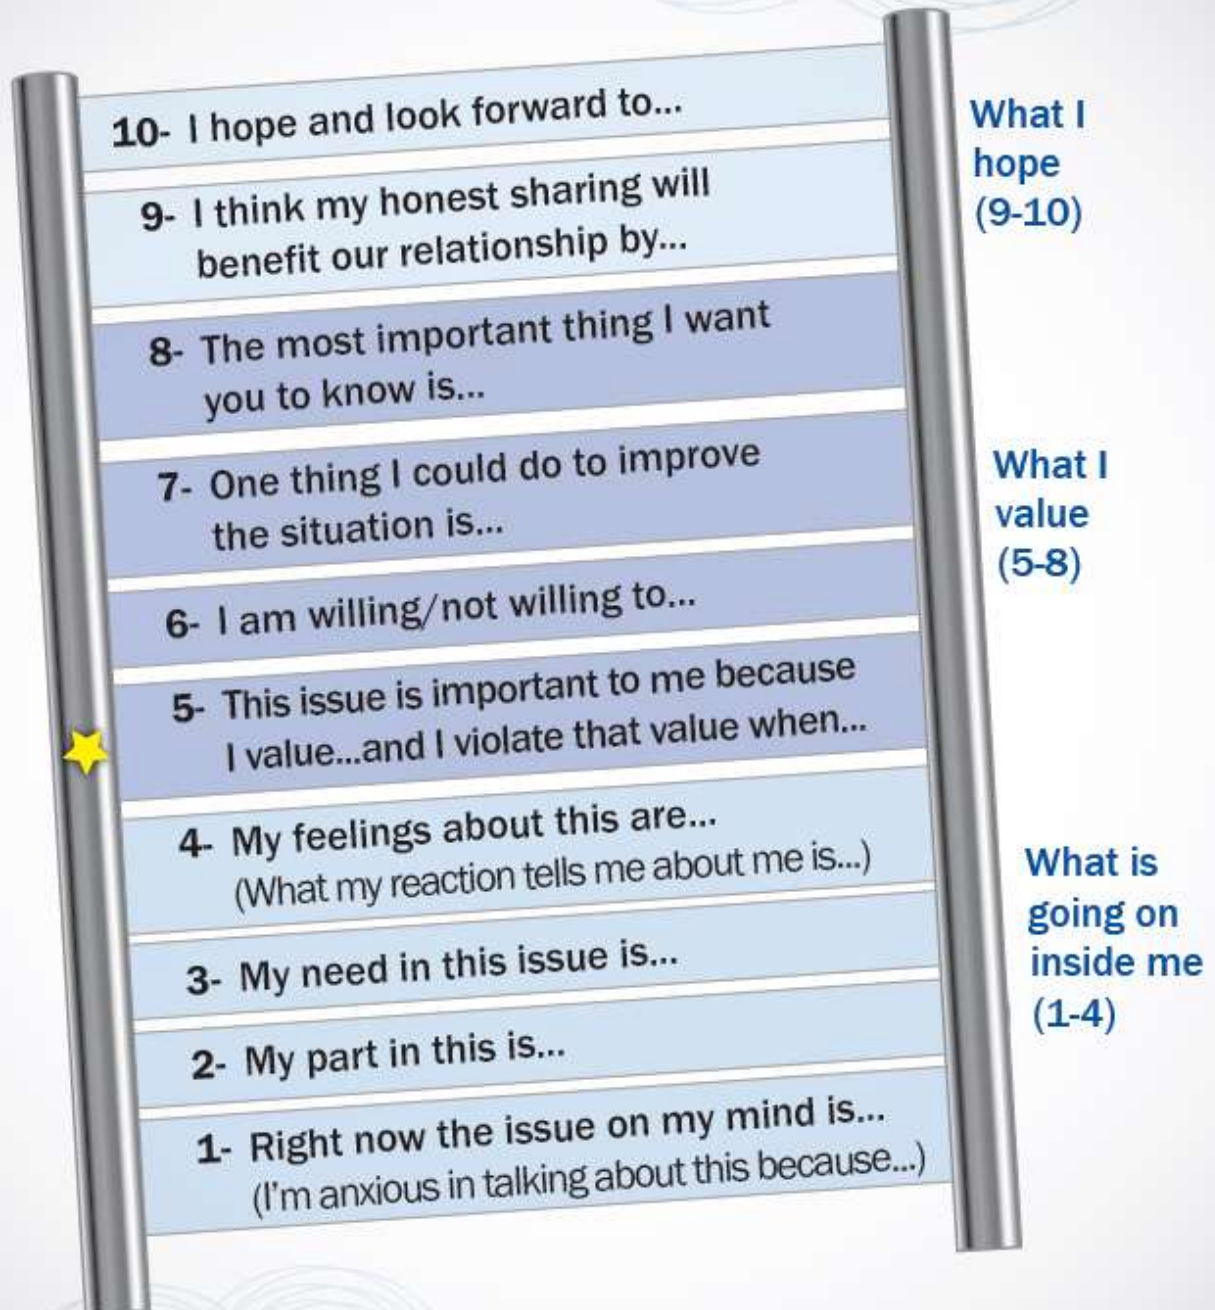 10- I hope and look forward to...
9- I think my honest sharing will
benefit our relationship by...
8- The most important thing I want
you to know is...
7- One thing I could do to improve
the situation is...
6- I am willing/not willing to...
5- This issue is important to me because
I value...and I violate that value when...
4- My feelings about this are...
(What my reaction tells me about me is...)
3- My need in this issue is...
2- My part in this is...
1- Right now the issue on my mind is...
(I'm anxious in talking about this because...)
What I
hope
(9-10)
What I
value
(5-8)
What is
going on
inside me
(1-4)